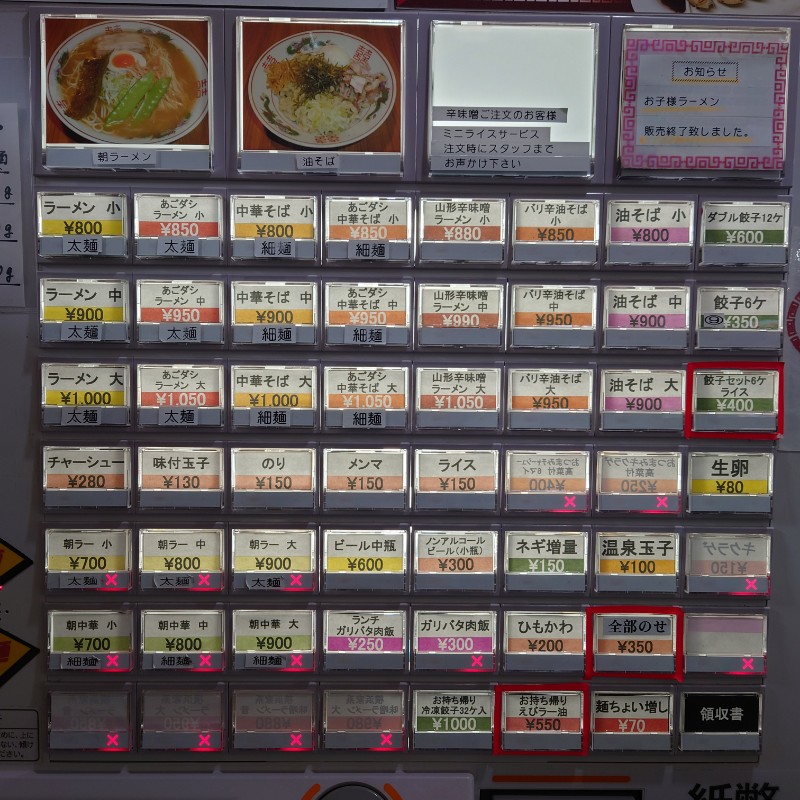 朝ラーメン
油そば
辛味噌ご注文のお客様
ミニライスサービス
注文時にスタッフまで
お声かけ下さい
お知らせ
お子様ラーメン
販売終了致しました。
ラーメン 小
¥800
太麺
あごダシ
ラーメン 小
¥850
太麺
中華そば 小
¥800
細麺
あごダシ
中華そば 小
¥850
細麺
山形辛味噌
ラーメン 小
¥880
バリ辛油そば
小
¥850
油そば 小
¥800
ダブル餃子12ケ
¥600
ラーメン 中
¥900
太麺
あごダシ
ラーメン 中
¥950
太麺
中華そば 中
¥900
細麺
あごダシ
中華そば 中
¥950
細麺
山形辛味噌
ラーメン 中
¥990
バリ辛油そば
中
¥950
油そば 中
¥900
餃子6ケ
¥350
ラーメン 大
¥1,000
太麺
あごダシ
ラーメン 大
¥1,050
太麺
中華そば 大
¥1,000
細麺
あごダシ
中華そば 大
¥1,050
細麺
山形辛味噌
ラーメン 大
¥1,050
バリ辛油そば
大
¥950
油そば 大
¥900
餃子セット6ケ
ライス
¥400
チャーシュー
¥280
味付玉子
¥130
のり
¥150
メンマ
¥150
ライス
¥150
¥400
おつまみキクラゲ
¥250
生卵
¥80
朝ラー 小
¥700
太麺
朝ラー 中
¥800
太麺
朝ラー 大
¥900
太麺
ビール中瓶
¥600
ノンアルコール
ビール(小瓶)
¥300
ネギ増量
¥150
温泉玉子
¥100
キクラゲ
¥150
朝中華 小
¥700
細麺
朝中華 中
¥800
細麺
朝中華 大
¥900
細麺
ランチ
ガリバタ肉飯
¥250
ガリバタ肉飯
¥300
ひもかわ
¥200
全部のせ
¥350
お持ち帰り
冷凍餃子32ケ入
¥1000
お持ち帰り
えびラー油
¥550
麺ちょい増し
¥70
領収書
紙幣